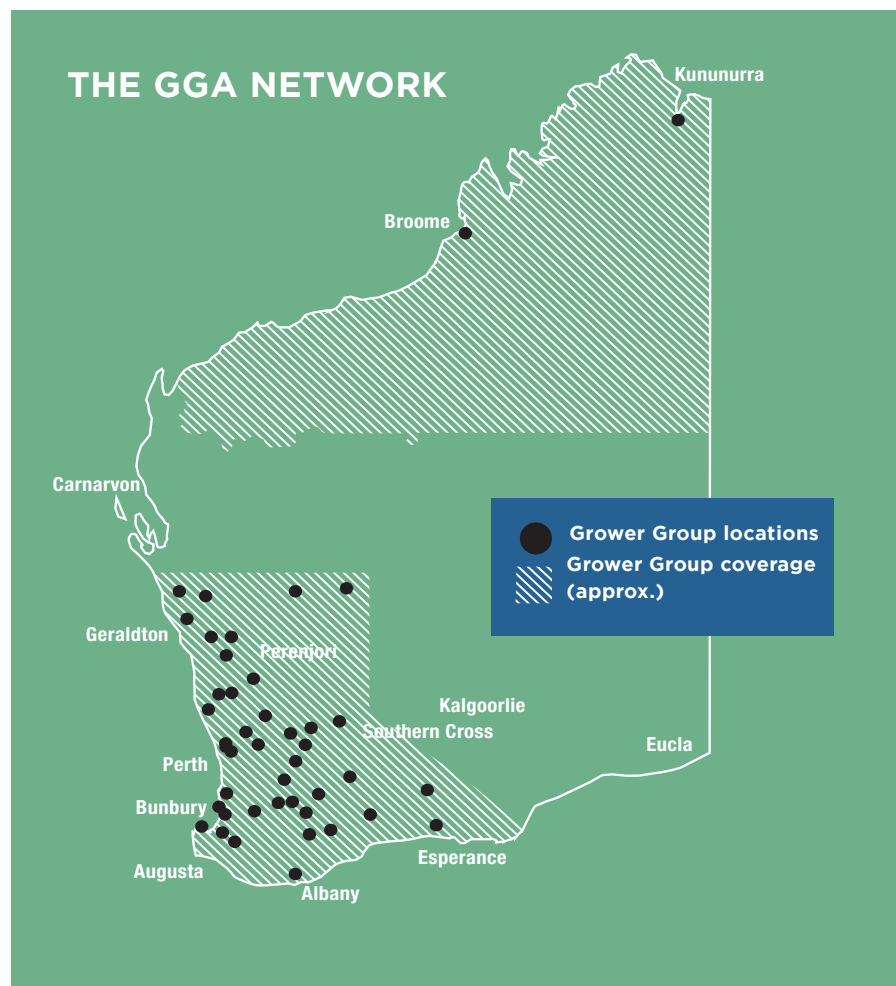 THE GGA NETWORK
Kununurra
Broome
Carnarvon
Grower Group locations
Grower Group coverage
(approx.)
Geraldton
Perenjori
Kalgoorlie
Southern Cross
Eucla
Perth
Bunbury
Esperance
Augusta
Albany